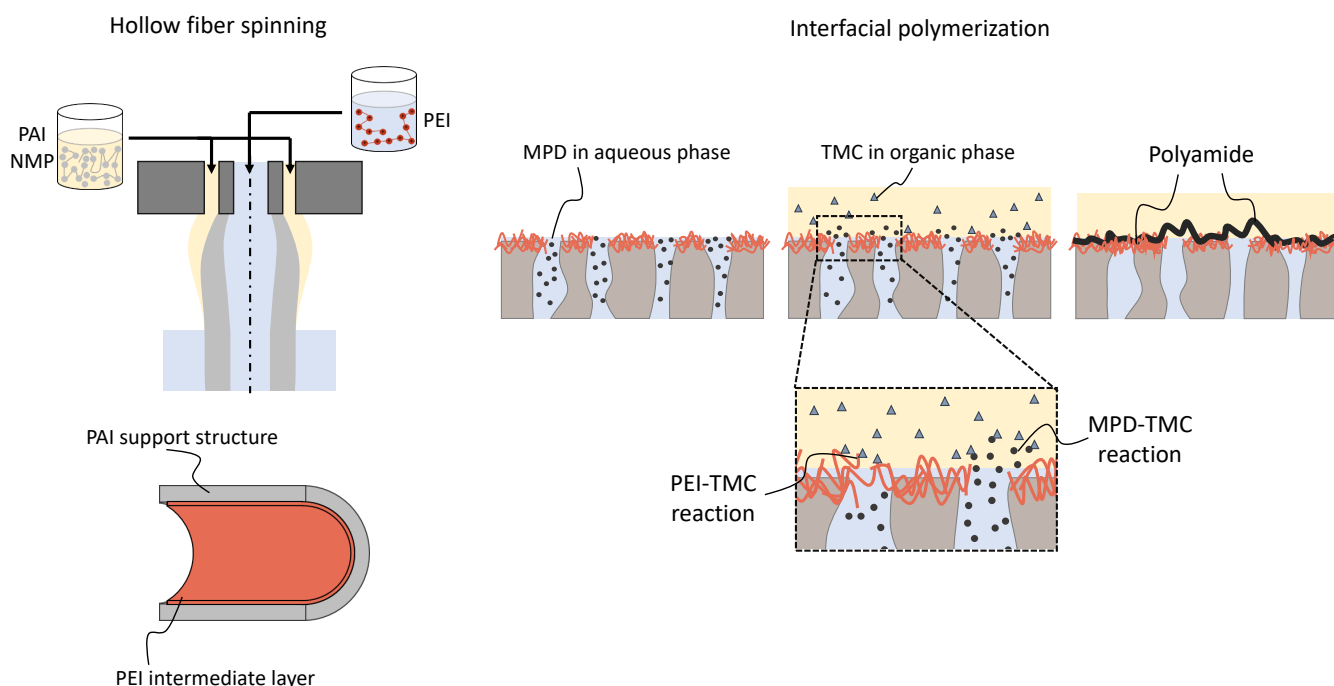 Hollow fiber spinning
PAI
NMP
PEI
PAI support structure
PEI intermediate layer
Interfacial polymerization
MPD in aqueous phase
TMC in organic phase
Polyamide
PEI-TMC
reaction
MPD-TMC
reaction